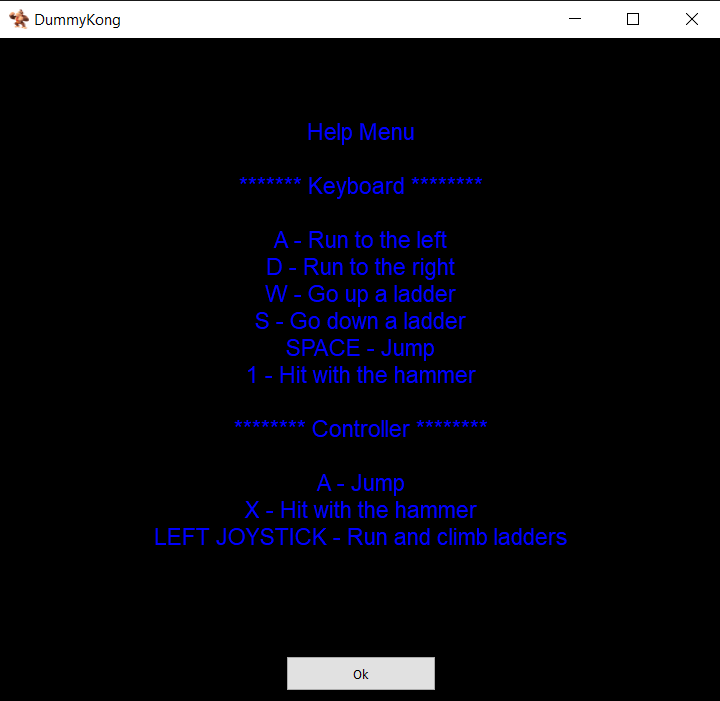 DummyKong
Help Menu
******* Keyboard ********
A - Run to the left
D - Run to the right
W - Go up a ladder
S - Go down a ladder
SPACE - Jump
1 - Hit with the hammer
******** Controller ********
A - Jump
X - Hit with the hammer
LEFT JOYSTICK - Run and climb ladders
Ok